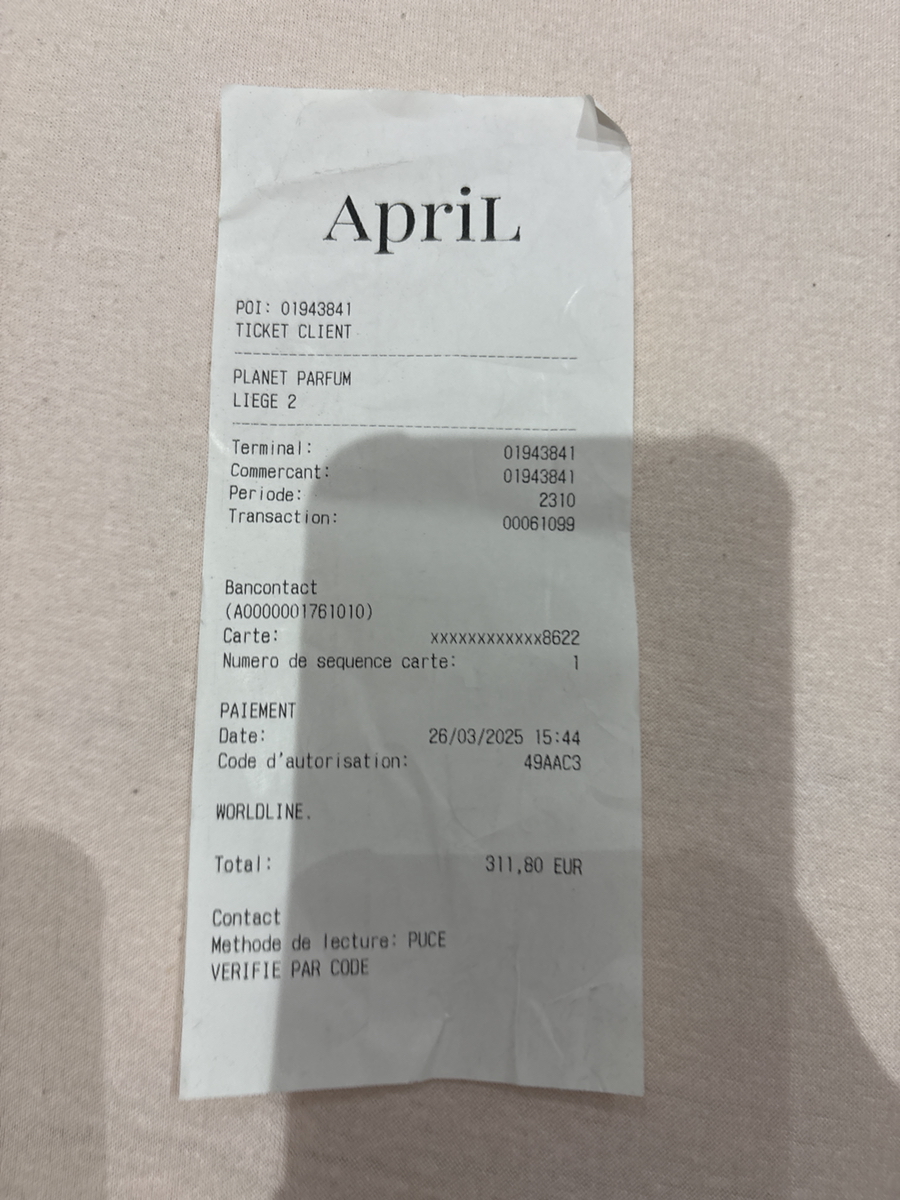 ApriL
POI: 01943841
TICKET CLIENT
PLANET PARFUM
LIEGE 2
Terminal: 01943841
Commercant: 01943841
Periode: 2310
Transaction: 00061099
Bancontact
(A0000001761010)
Carte: xxxxxxxxxxxx8622
Numero de sequence carte: 1
PAIEMENT
Date: 26/03/2025 15:44
Code d'autorisation: 49AAC3
WORLDLINE.
Total: 311,80 EUR
Contact
Methode de lecture: PUCE
VERIFIE PAR CODE